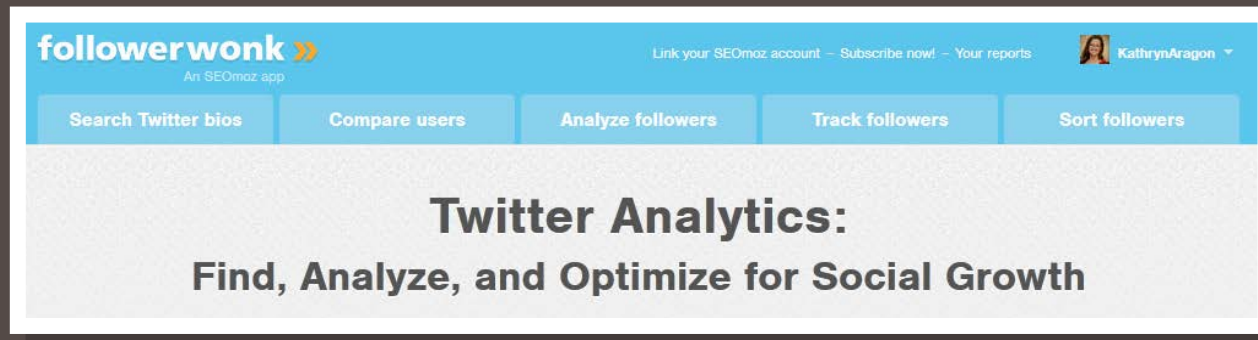 followerwonk »
An SEOmoz app
Link your SEOmoz account – Subscribe now! – Your reports
KathrynAragon
Search Twitter bios
Compare users
Analyze followers
Track followers
Sort followers
Twitter Analytics:
Find, Analyze, and Optimize for Social Growth